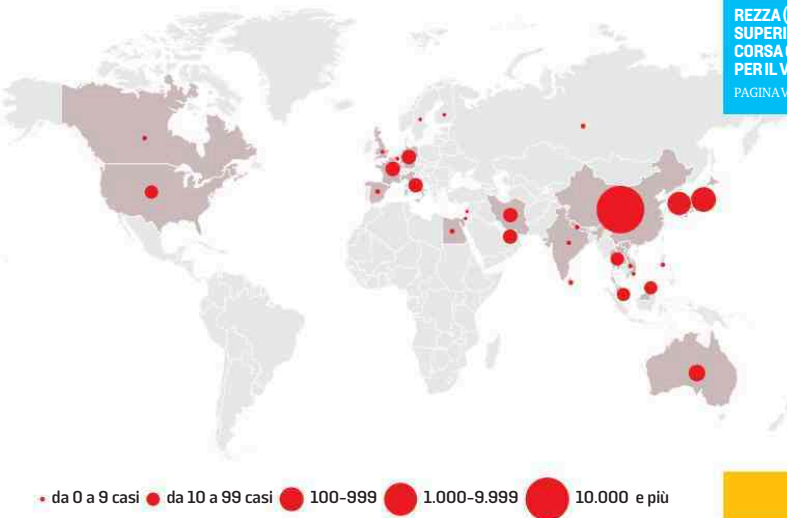 REZZA (
SUPERI
CORSA
PER IL V
PAGINA V
da 0 a 9 casi da 10 a 99 casi 100-999 1.000-9.999 10.000 e più